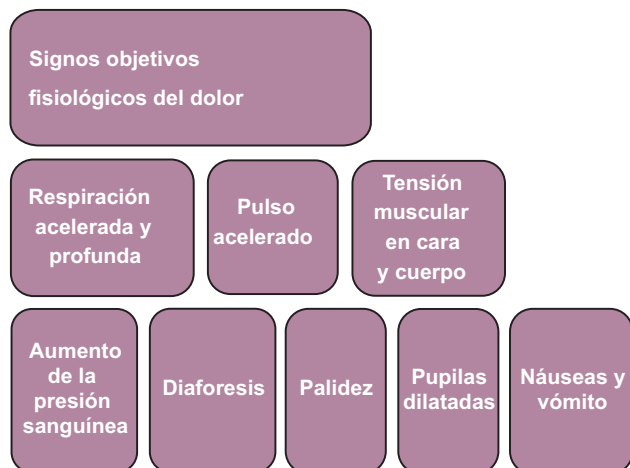 Signos objetivos
fisiológicos del dolor
Respiración
acelerada y
profunda
Pulso
acelerado
Tensión
muscular
en cara
y cuerpo
Aumento
de la
presión
sanguínea
Diaforesis
Palidez
Pupilas
dilatadas
Náuseas y
vómito